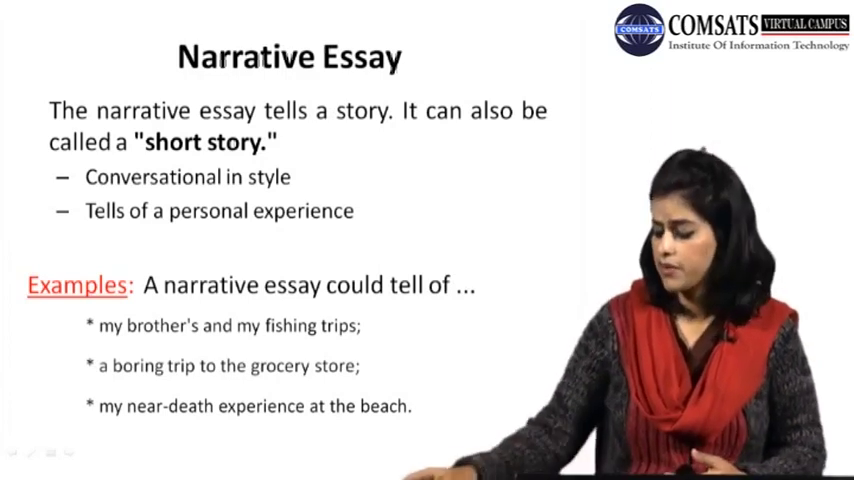 Narrative Essay
COMSATS
COMSATS VIRTUAL CAMPUS
Institute Of Information Technology
The narrative essay tells a story. It can also be
called a "short story."
– Conversational in style
– Tells of a personal experience
Examples: A narrative essay could tell of ...
* my brother's and my fishing trips;
* a boring trip to the grocery store;
* my near-death experience at the beach.